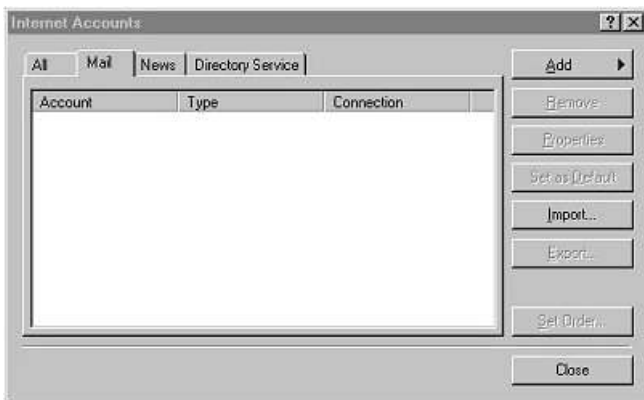 Internet Accounts
All Mail News Directory Service
Account Type Connection
Add
Remove
Properties
Set as Default
Import...
Export...
Set Order...
Close